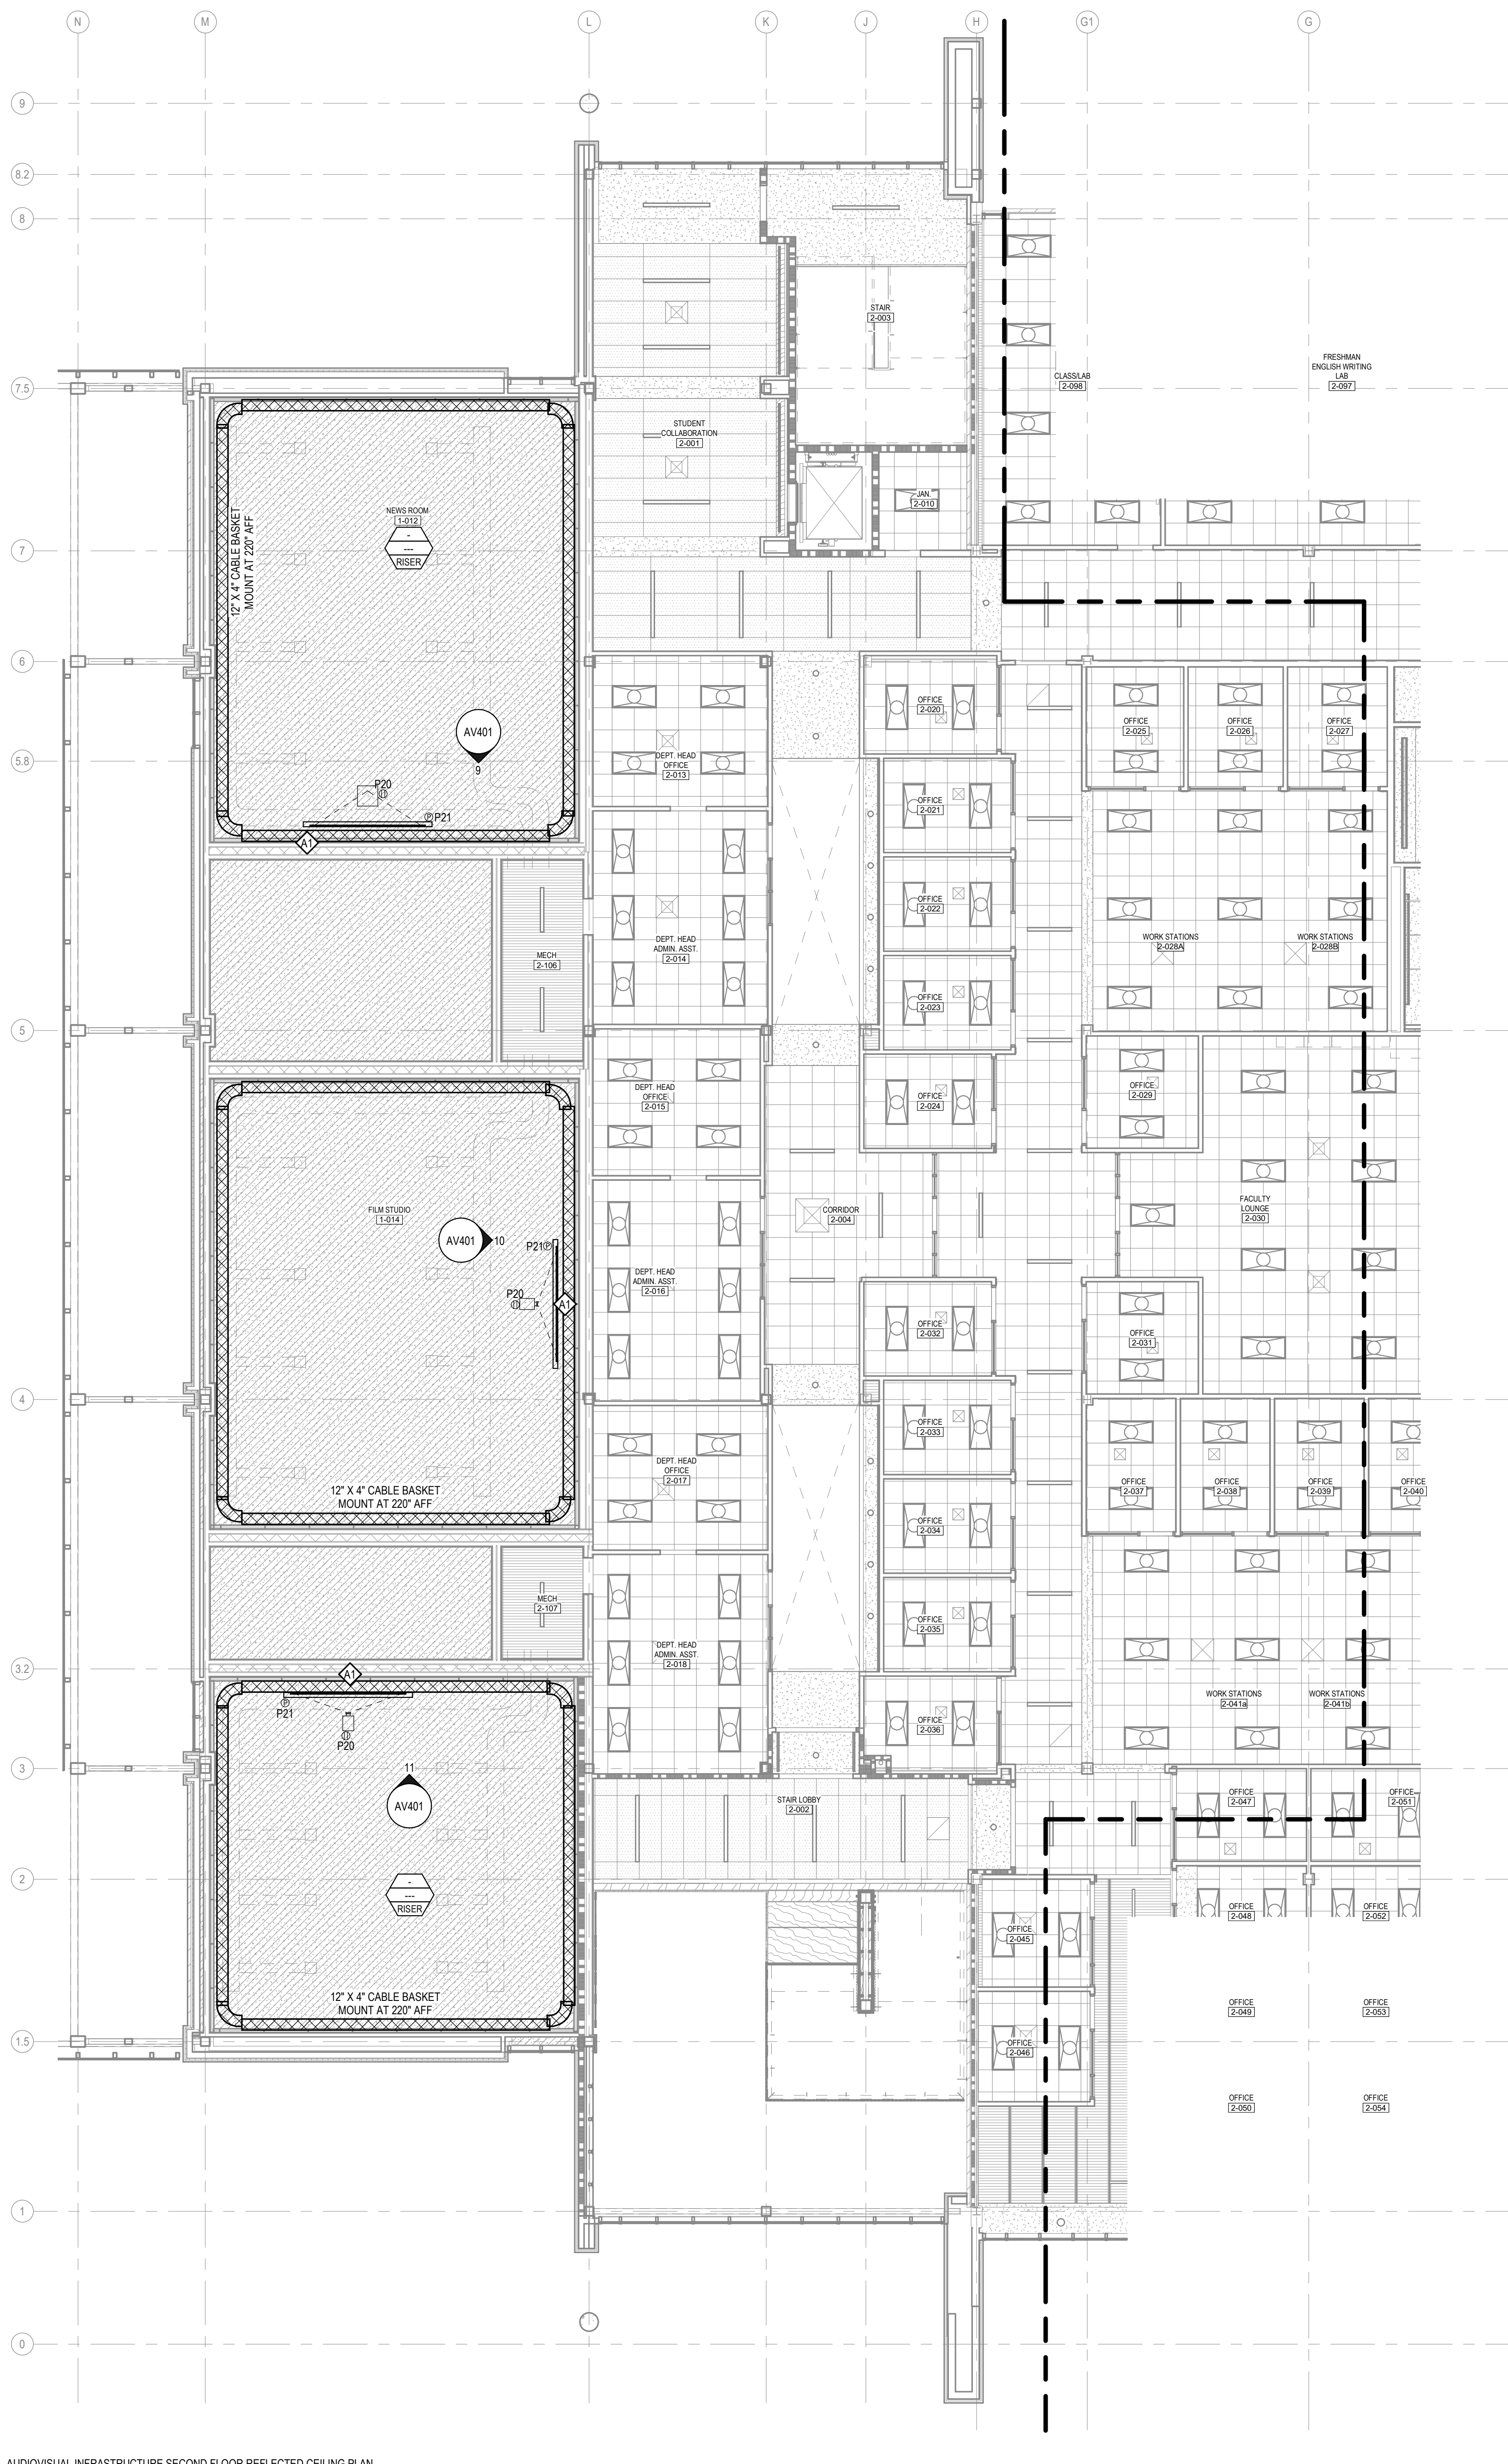 N
M
L
K
J
H
G1
G
9
8.2
8
7.5
7
6
5.8
5
4
3.2
3
2
1.5
1
0
STAIR
2-003
CLASS/LAB
2-098
FRESHMAN
ENGLISH WRITING
LAB
2-097
STUDENT
COLLABORATION
2-001
JAN.
2-010
NEWS ROOM
1-012
-
---
RISER
12" X 4" CABLE BASKET
MOUNT AT 220" AFF
AV401
9
P20
P P21
A1
DEPT. HEAD
OFFICE
2-013
OFFICE
2-020
OFFICE
2-025
OFFICE
2-026
OFFICE
2-027
OFFICE
2-021
OFFICE
2-022
DEPT. HEAD
ADMIN. ASST.
2-014
WORK STATIONS
2-028A
WORK STATIONS
2-028B
MECH
2-106
OFFICE
2-023
DEPT. HEAD
OFFICE
2-015
OFFICE
2-024
OFFICE
2-029
FILM STUDIO
1-014
AV401
10
P21 P
P20
A1
CORRIDOR
2-004
FACULTY
LOUNGE
2-030
DEPT. HEAD
ADMIN. ASST.
2-016
OFFICE
2-032
OFFICE
2-031
12" X 4" CABLE BASKET
MOUNT AT 220" AFF
DEPT. HEAD
OFFICE
2-017
OFFICE
2-033
OFFICE
2-037
OFFICE
2-038
OFFICE
2-039
OFFICE
2-040
OFFICE
2-034
MECH
2-107
OFFICE
2-035
DEPT. HEAD
ADMIN. ASST.
2-018
A1
P
P21
P20
11
AV401
OFFICE
2-036
WORK STATIONS
2-041a
WORK STATIONS
2-041b
STAIR LOBBY
2-002
OFFICE
2-047
OFFICE
2-051
-
---
RISER
OFFICE
2-045
OFFICE
2-048
OFFICE
2-052
12" X 4" CABLE BASKET
MOUNT AT 220" AFF
OFFICE
2-046
OFFICE
2-049
OFFICE
2-053
OFFICE
2-050
OFFICE
2-054
AUDIOVISUAL INFRASTRUCTURE SECOND FLOOR REFLECTED CEILING PLAN